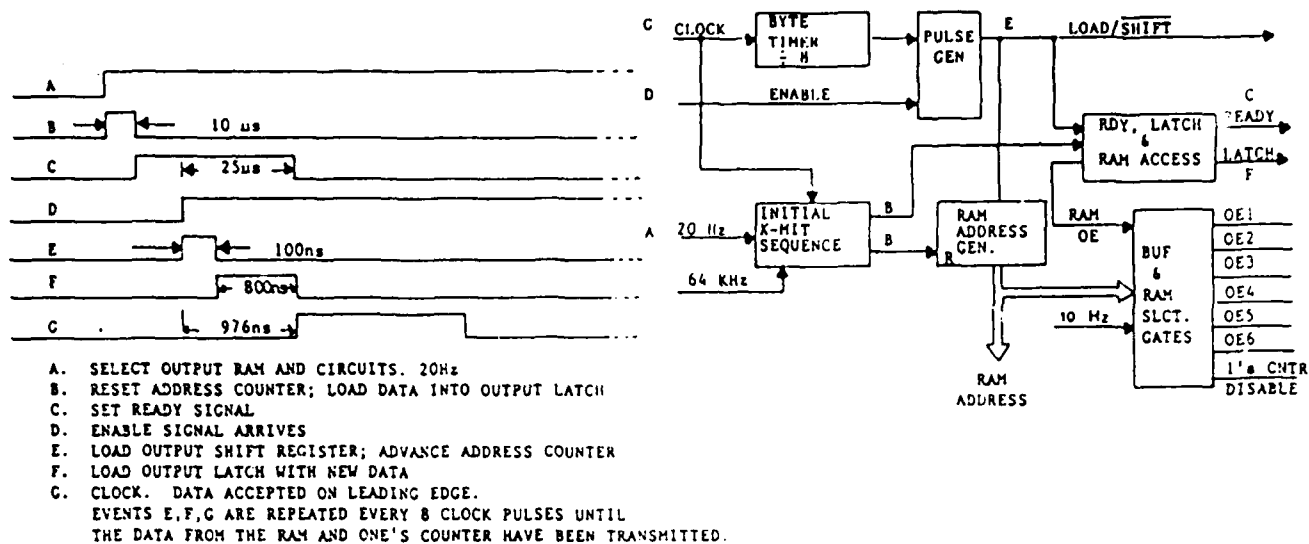 A
B
10 µs
C
25µs
D
E
100ns
F
800ns
G
976ns
A. SELECT OUTPUT RAM AND CIRCUITS. 20Hz
B. RESET ADDRESS COUNTER; LOAD DATA INTO OUTPUT LATCH
C. SET READY SIGNAL
D. ENABLE SIGNAL ARRIVES
E. LOAD OUTPUT SHIFT REGISTER; ADVANCE ADDRESS COUNTER
F. LOAD OUTPUT LATCH WITH NEW DATA
G. CLOCK. DATA ACCEPTED ON LEADING EDGE.
EVENTS E,F,G ARE REPEATED EVERY 8 CLOCK PULSES UNTIL
THE DATA FROM THE RAM AND ONE'S COUNTER HAVE BEEN TRANSMITTED.
G
CLOCK
BYTE
TIMER
PULSE
GEN
E
LOAD/SHIFT
D
ENABLE
RDY, LATCH
&
RAM ACCESS
C
READY
LATCH
F
A
20 Hz
64 KHz
INITIAL
X-MIT
SEQUENCE
B
B
R
RAM
ADDRESS
GEN.
RAM
OE
10 Hz
BUF
&
RAM
SLCT.
GATES
OE1
OE2
OE3
OE4
OE5
OE6
1's CNTR
DISABLE
RAM
ADDRESS